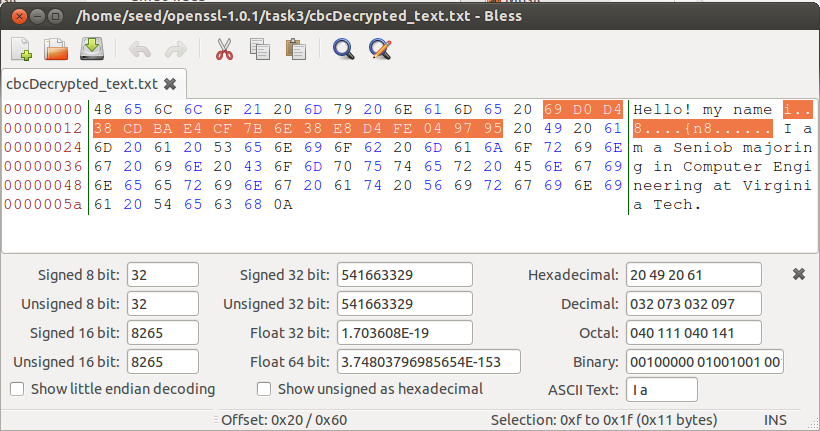 /home/seed/openssl-1.0.1/task3/cbcDecrypted_text.txt - Bless
cbcDecrypted_text.txt
00000000 48 65 6C 6C 6F 21 20 6D 79 20 6E 61 6D 65 20 69 D0 D4 Hello! my name i..
00000012 38 CD BA E4 CF 7B 6E 38 E8 D4 FE 04 97 95 20 49 20 61 8....{n8...... I a
00000024 6D 20 61 20 53 65 6E 69 6F 62 20 6D 61 6A 6F 72 69 6E m a Seniob majorin
00000036 67 20 69 6E 20 43 6F 6D 70 75 74 65 72 20 45 6E 67 69 g in Computer Engi
00000048 6E 65 65 72 69 6E 67 20 61 74 20 56 69 72 67 69 6E 69 neering at Virgini
0000005a 61 20 54 65 63 68 0A a Tech.
Signed 8 bit: 32 Signed 32 bit: 541663329 Hexadecimal: 20 49 20 61
Unsigned 8 bit: 32 Unsigned 32 bit: 541663329 Decimal: 032 073 032 097
Signed 16 bit: 8265 Float 32 bit: 1.703608E-19 Octal: 040 111 040 141
Unsigned 16 bit: 8265 Float 64 bit: 3.74803796985654E-153 Binary: 00100000 01001001 00
Show little endian decoding Show unsigned as hexadecimal ASCII Text: I a
Offset: 0x20 / 0x60 Selection: 0xf to 0x1f (0x11 bytes) INS